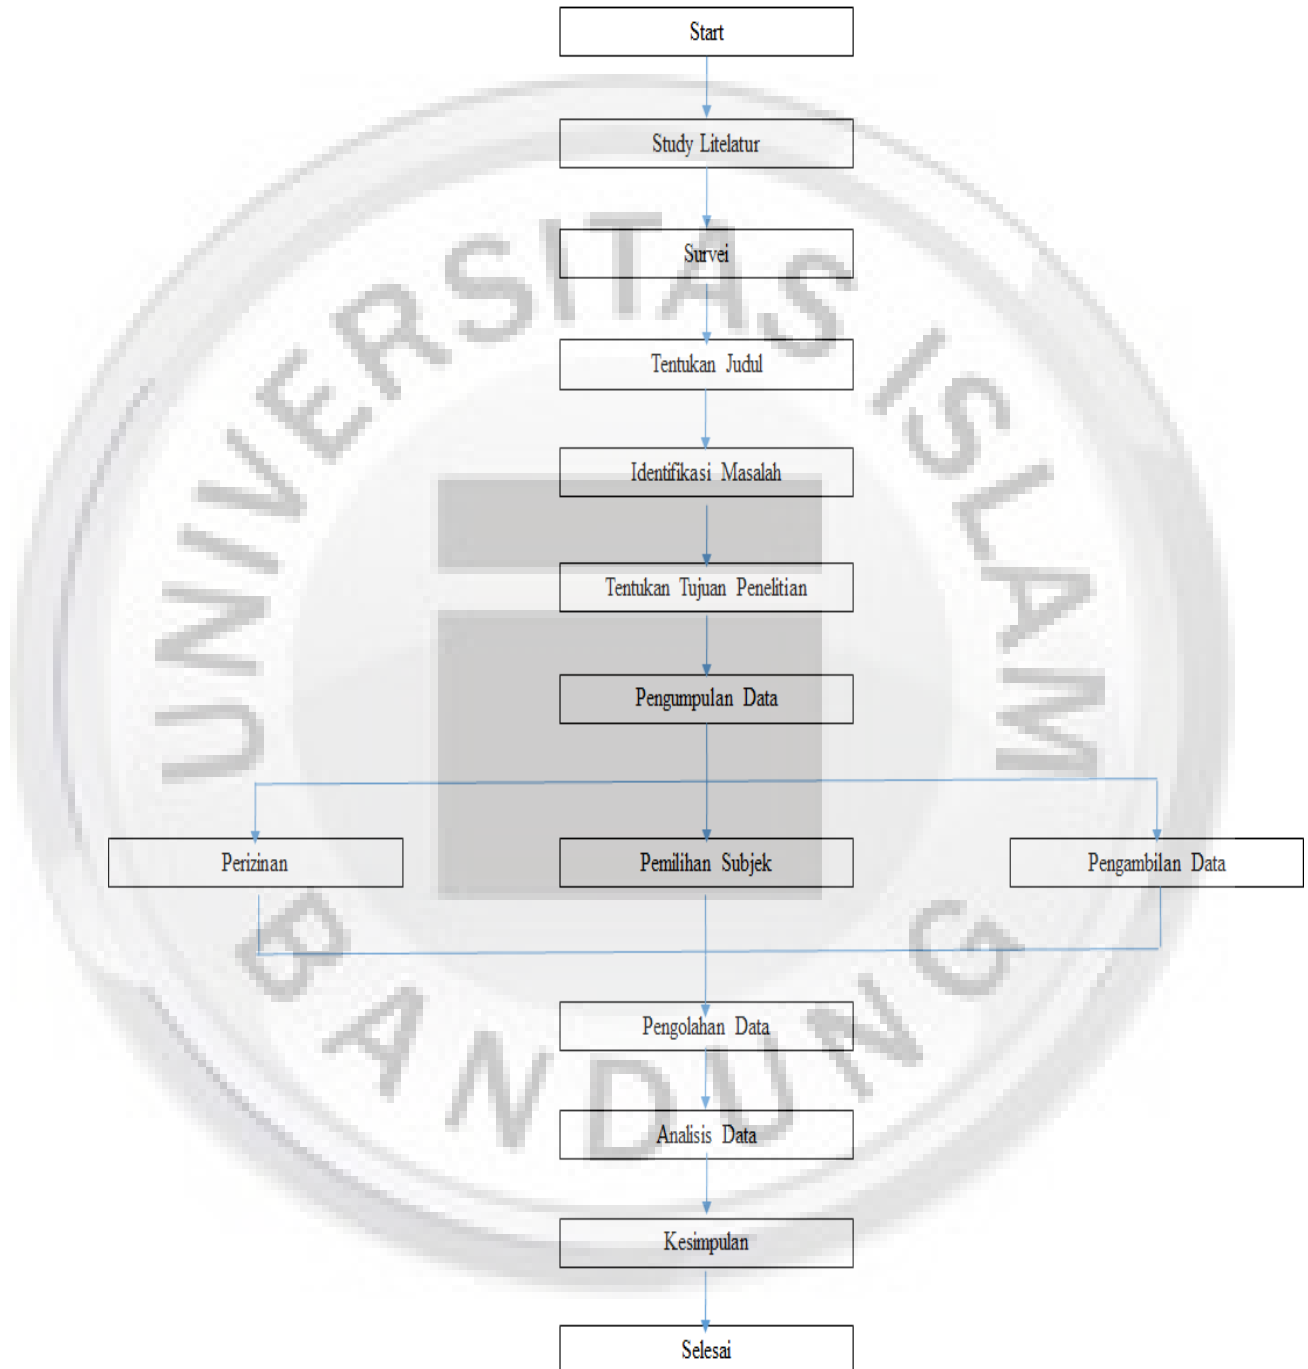 Start
Study Litelatur
Survei
Tentukan Judul
Identifikasi Masalah
Tentukan Tujuan Penelitian
Pengumpulan Data
Perizinan
Pemilihan Subjek
Pengambilan Data
Pengolahan Data
Analisis Data
Kesimpulan
Selesai
UNIVERSITAS ISLAM
BANDUNG